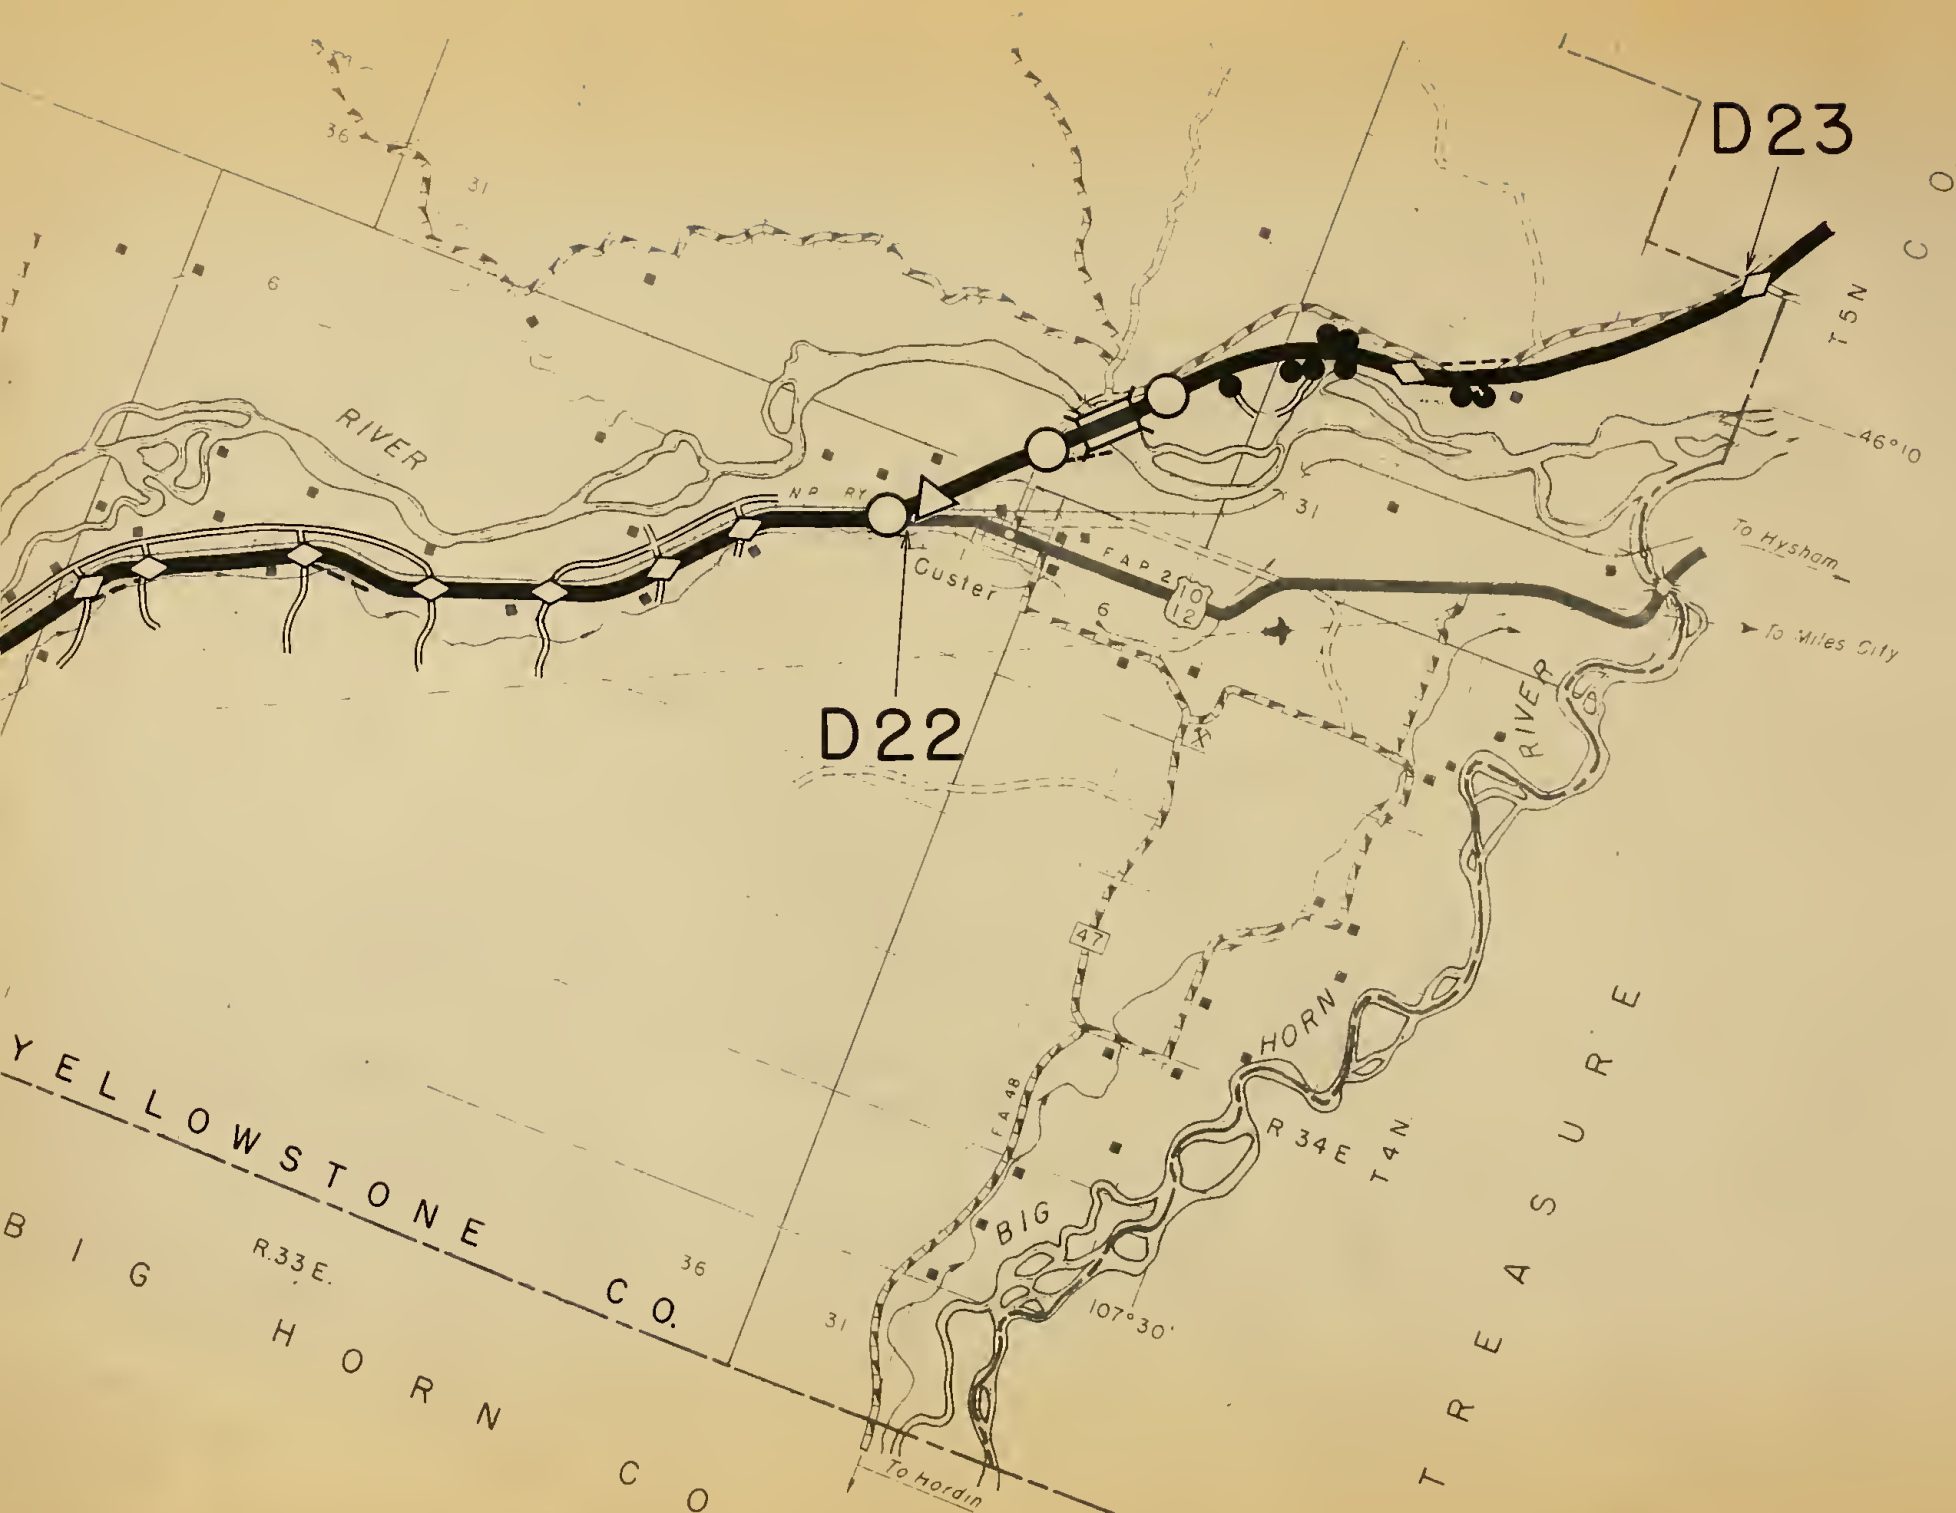 36
31
D23
6
T5N
CO
RIVER
46°10
NP RY
31
To Hysham
Custer
FAP 2
10
12
6
To Miles City
D22
RIVER
47
HORN
FA 48
R 34 E
T4N
BIG
YELLOWSTONE CO.
R.33 E.
36
31
107°30'
BIG HORN CO
TREASURE
To Hardin